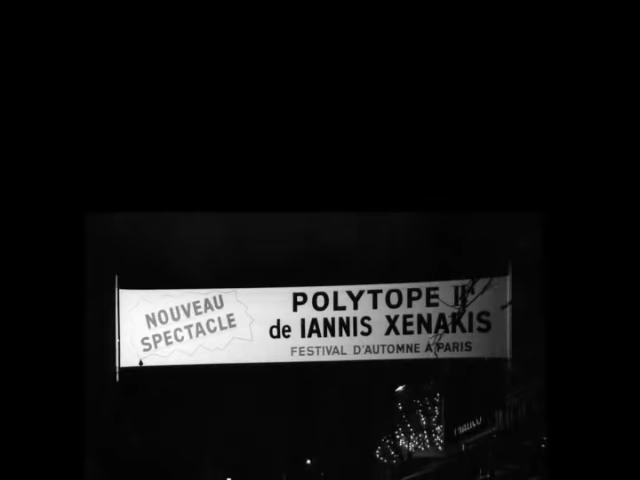 NOUVEAU
SPECTACLE
POLYTOPE II
de IANNIS XENAKIS
FESTIVAL D'AUTOMNE A PARIS